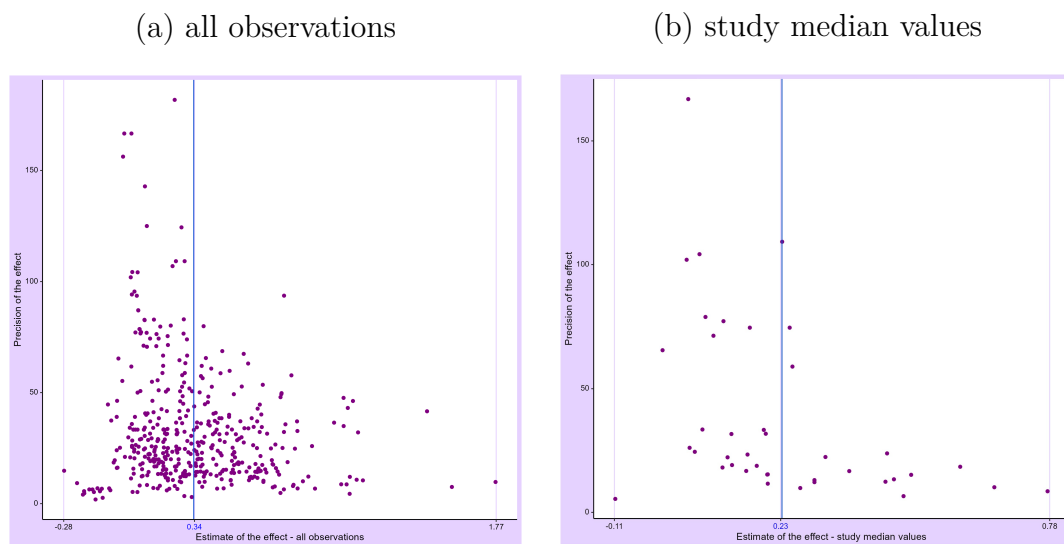 (a) all observations
(b) study median values
Precision of the effect
150
100
50
0
-0.28
0.34
1.77
Estimate of the effect - all observations
Precision of the effect
150
100
50
0
-0.11
0.23
0.78
Estimate of the effect - study median values